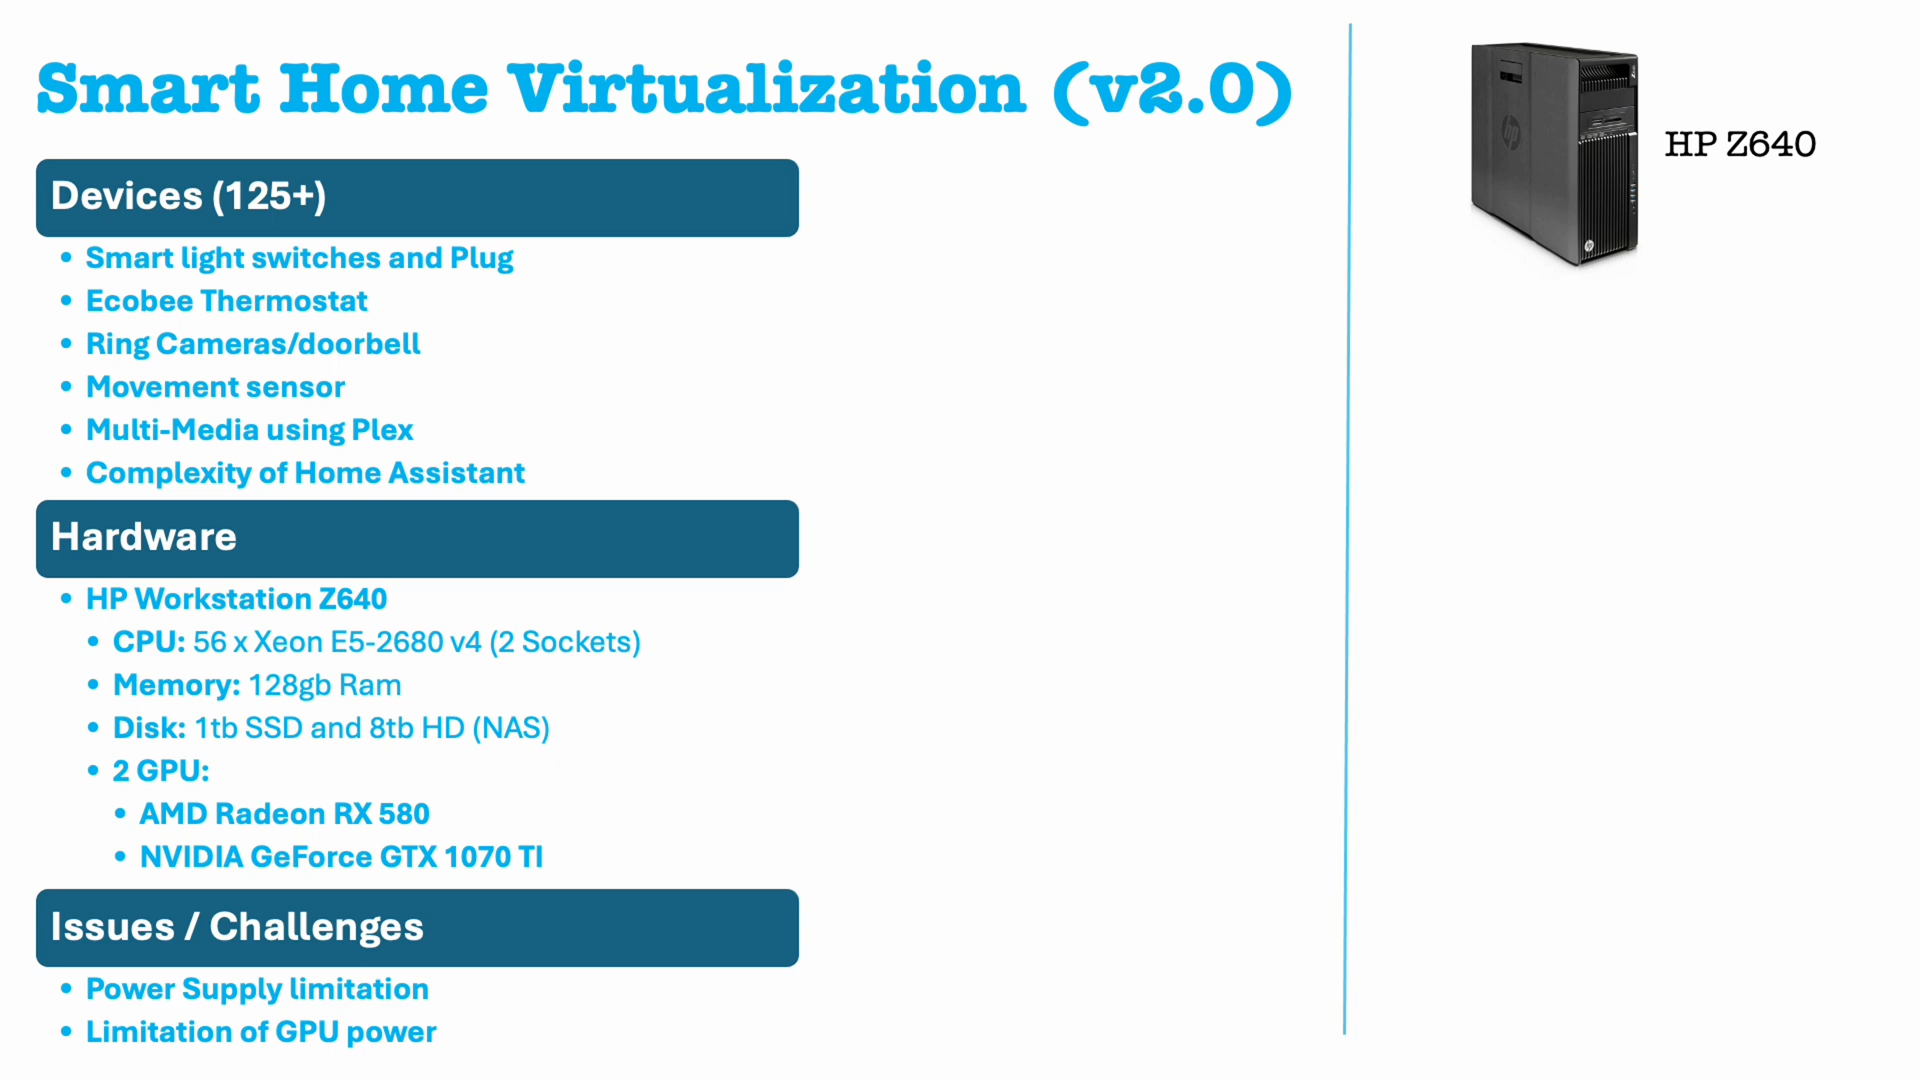 Smart Home Virtualization (v2.0)
Devices (125+)
• Smart light switches and Plug
• Ecobee Thermostat
• Ring Cameras/doorbell
• Movement sensor
• Multi-Media using Plex
• Complexity of Home Assistant
Hardware
• HP Workstation Z640
• CPU: 56 x Xeon E5-2680 v4 (2 Sockets)
• Memory: 128gb Ram
• Disk: 1tb SSD and 8tb HD (NAS)
• 2 GPU:
• AMD Radeon RX 580
• NVIDIA GeForce GTX 1070 TI
Issues / Challenges
• Power Supply limitation
• Limitation of GPU power
hp
HP Z640